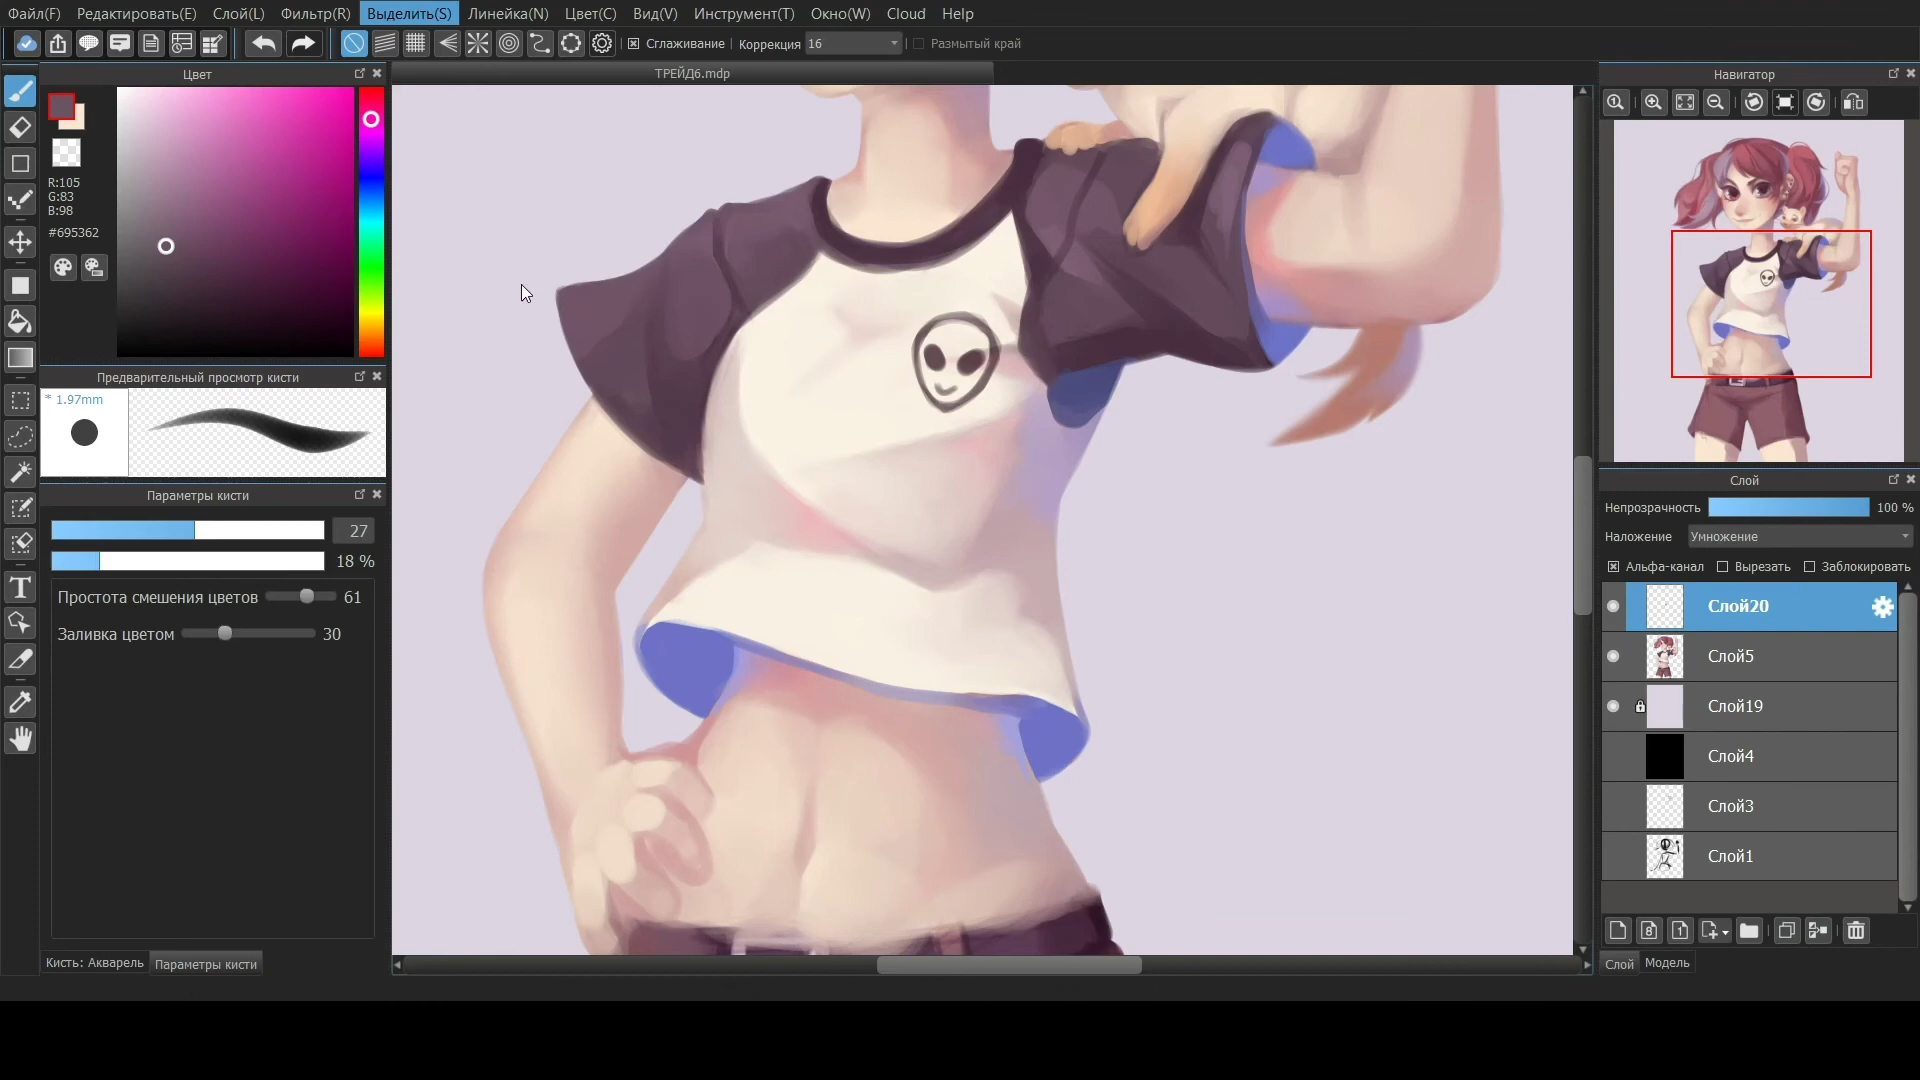 Файл(F) Редактировать(E) Слой(L) Фильтр(R) Выделить(S) Линейка(N) Цвет(C) Вид(V) Инструмент(T) Окно(W) Cloud Help
Сглаживание Коррекция 16 Размытый край
Цвет
ТРЕЙД6.mdp
Навигатор
R:105
G:83
B:98
#695362
Предварительный просмотр кисти
* 1.97mm
Параметры кисти
27
18 %
Простота смешения цветов 61
Заливка цветом 30
Кисть: Акварель Параметры кисти
Слой
Непрозрачность 100 %
Наложение Умножение
Альфа-канал Вырезать Заблокировать
Слой20
Слой5
Слой19
Слой4
Слой3
Слой1
Слой Модель